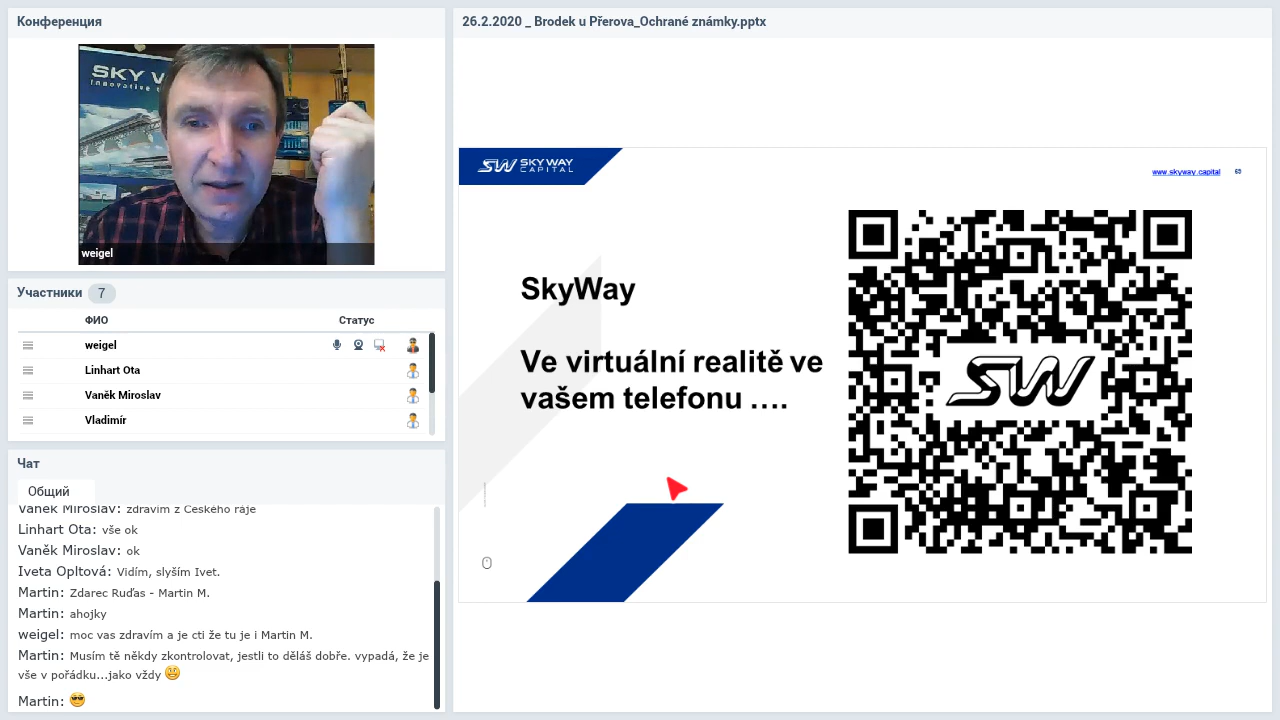 Конференция
SKY W
weigel
Участники 7
ФИО Статус
weigel
Linhart Ota
Vaněk Miroslav
Vladimír
Чат
Общий
Vaněk Miroslav: zdravím z Českého ráje
Linhart Ota: vše ok
Vaněk Miroslav: ok
Iveta Opltová: Vidím, slyším Ivet.
Martin: Zdarec Ruďas - Martin M.
Martin: ahojky
weigel: moc vas zdravím a je cti že tu je i Martin M.
Martin: Musím tě někdy zkontrolovat, jestli to děláš dobře. vypadá, že je
vše v pořádku...jako vždy
Martin:
26.2.2020 _ Brodek u Přerova_Ochrané známky.pptx
SW SKY WAY
CAPITAL
www.skyway.capital
SkyWay
Ve virtuální realitě ve
vašem telefonu ....
SW